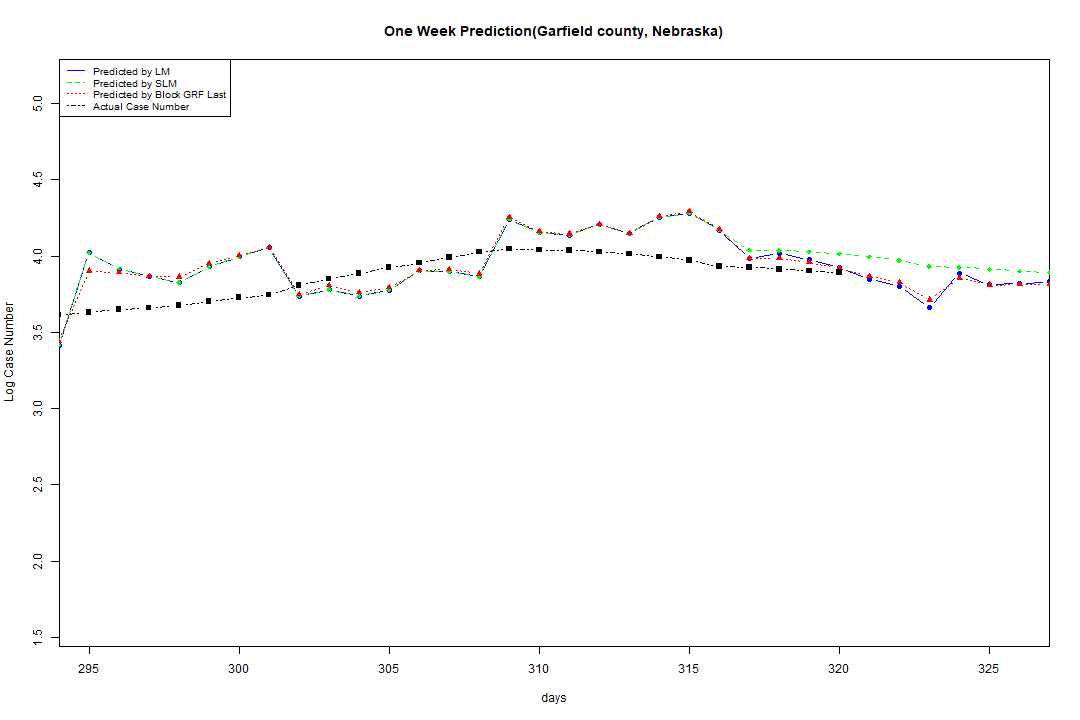 One Week Prediction(Garfield county, Nebraska)
Predicted by LM
Predicted by SLM
Predicted by Block GRF Last
Actual Case Number
5.0
4.5
4.0
3.5
3.0
2.5
2.0
1.5
Log Case Number
295 300 305 310 315 320 325
days